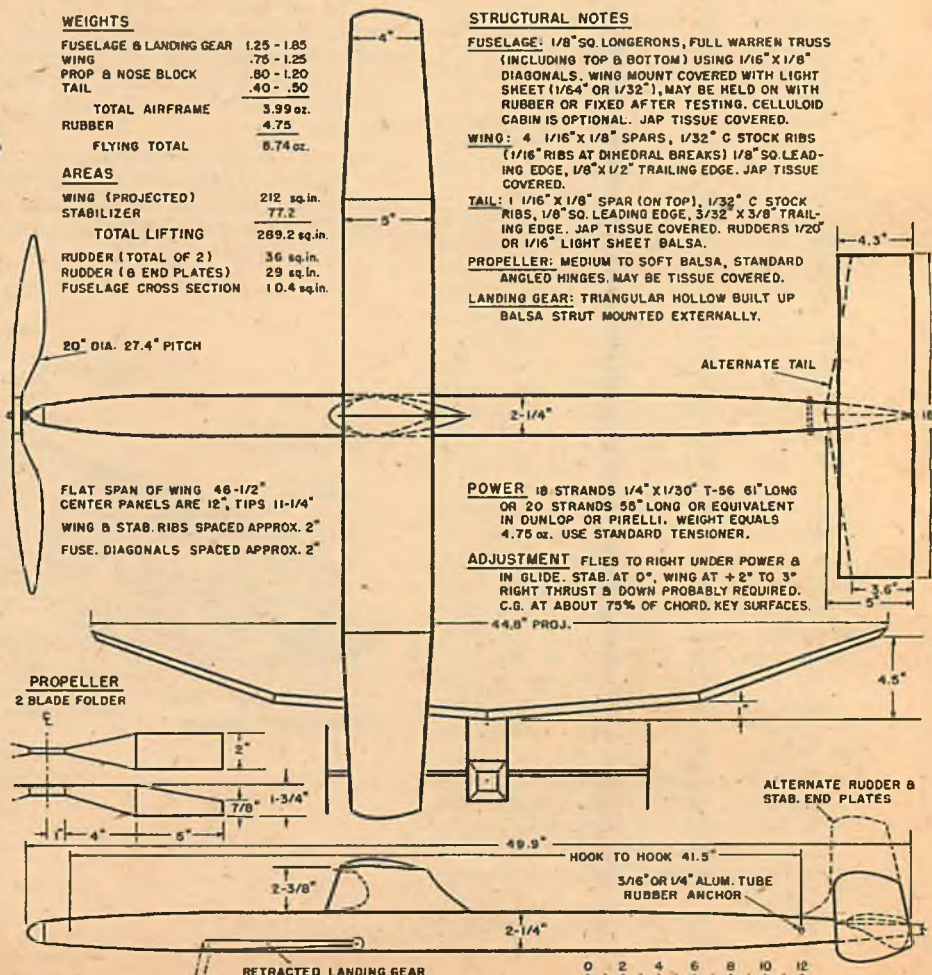 WEIGHTS
FUSELAGE & LANDING GEAR 1.25 - 1.85
WING .75 - 1.25
PROP & NOSE BLOCK .80 - 1.20
TAIL .40 - .50
TOTAL AIRFRAME 3.99 oz.
RUBBER 4.75
FLYING TOTAL 8.74 oz.
AREAS
WING (PROJECTED) 212 sq.in.
STABILIZER 77.2
TOTAL LIFTING 289.2 sq.in.
RUDDER (TOTAL OF 2) 36 sq.in.
RUDDER (& END PLATES) 29 sq.in.
FUSELAGE CROSS SECTION 10.4 sq.in.
20" DIA. 27.4" PITCH
4"
5"
STRUCTURAL NOTES
FUSELAGE: 1/8" SQ. LONGERONS, FULL WARREN TRUSS
(INCLUDING TOP & BOTTOM) USING 1/16" X 1/8"
DIAGONALS. WING MOUNT COVERED WITH LIGHT
SHEET (1/64" OR 1/32"), MAY BE HELD ON WITH
RUBBER OR FIXED AFTER TESTING. CELLULOID
CABIN IS OPTIONAL. JAP TISSUE COVERED.
WING: 4 1/16" X 1/8" SPARS, 1/32" C STOCK RIBS
(1/16" RIBS AT DIHEDRAL BREAKS) 1/8" SQ. LEAD-
ING EDGE, 1/8" X 1/2" TRAILING EDGE. JAP TISSUE
COVERED.
TAIL: 1 1/16" X 1/8" SPAR (ON TOP), 1/32" C STOCK
RIBS, 1/8" SQ. LEADING EDGE, 3/32" X 3/8" TRAIL-
ING EDGE. JAP TISSUE COVERED. RUDDERS 1/20"
OR 1/16" LIGHT SHEET BALSA.
PROPELLER: MEDIUM TO SOFT BALSA, STANDARD
ANGLED HINGES. MAY BE TISSUE COVERED.
LANDING GEAR: TRIANGULAR HOLLOW BUILT UP
BALSA STRUT MOUNTED EXTERNALLY.
4.3"
ALTERNATE TAIL
2-1/4"
18"
FLAT SPAN OF WING 46-1/2"
CENTER PANELS ARE 12", TIPS 11-1/4"
WING & STAB. RIBS SPACED APPROX. 2"
FUSE. DIAGONALS SPACED APPROX. 2"
POWER 18 STRANDS 1/4" X 1/30" T-56 61" LONG
OR 20 STRANDS 55" LONG OR EQUIVALENT
IN DUNLOP OR PIRELLI. WEIGHT EQUALS
4.75 oz. USE STANDARD TENSIONER.
ADJUSTMENT FLIES TO RIGHT UNDER POWER &
IN GLIDE. STAB. AT 0°, WING AT +2° TO 3°
RIGHT THRUST & DOWN PROBABLY REQUIRED.
C.G. AT ABOUT 75% OF CHORD. KEY SURFACES.
3.6"
5"
44.8" PROJ.
4.5"
1"
PROPELLER
2 BLADE FOLDER
2"
7/8"
1-3/4"
1" 4" 5"
ALTERNATE RUDDER &
STAB. END PLATES
49.9"
HOOK TO HOOK 41.5"
2-3/8"
3/16" OR 1/4" ALUM. TUBE
RUBBER ANCHOR
2-1/4"
RETRACTED LANDING GEAR
0 2 4 6 8 10 12